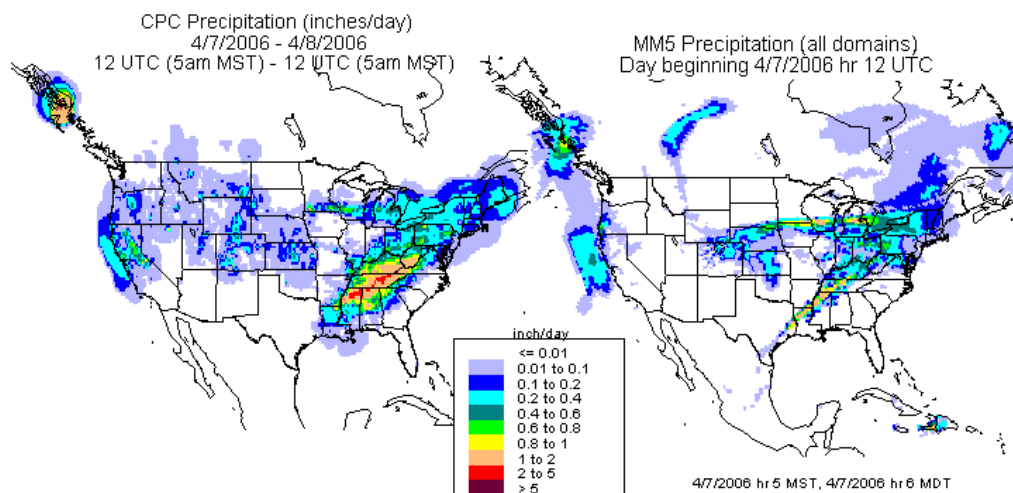 CPC Precipitation (inches/day)
4/7/2006 - 4/8/2006
12 UTC (5am MST) - 12 UTC (5am MST)
MM5 Precipitation (all domains)
Day beginning 4/7/2006 hr 12 UTC
inch/day
<= 0.01
0.01 to 0.1
0.1 to 0.2
0.2 to 0.4
0.4 to 0.6
0.6 to 0.8
0.8 to 1
1 to 2
2 to 5
> 5
4/7/2006 hr 5 MST, 4/7/2006 hr 6 MDT